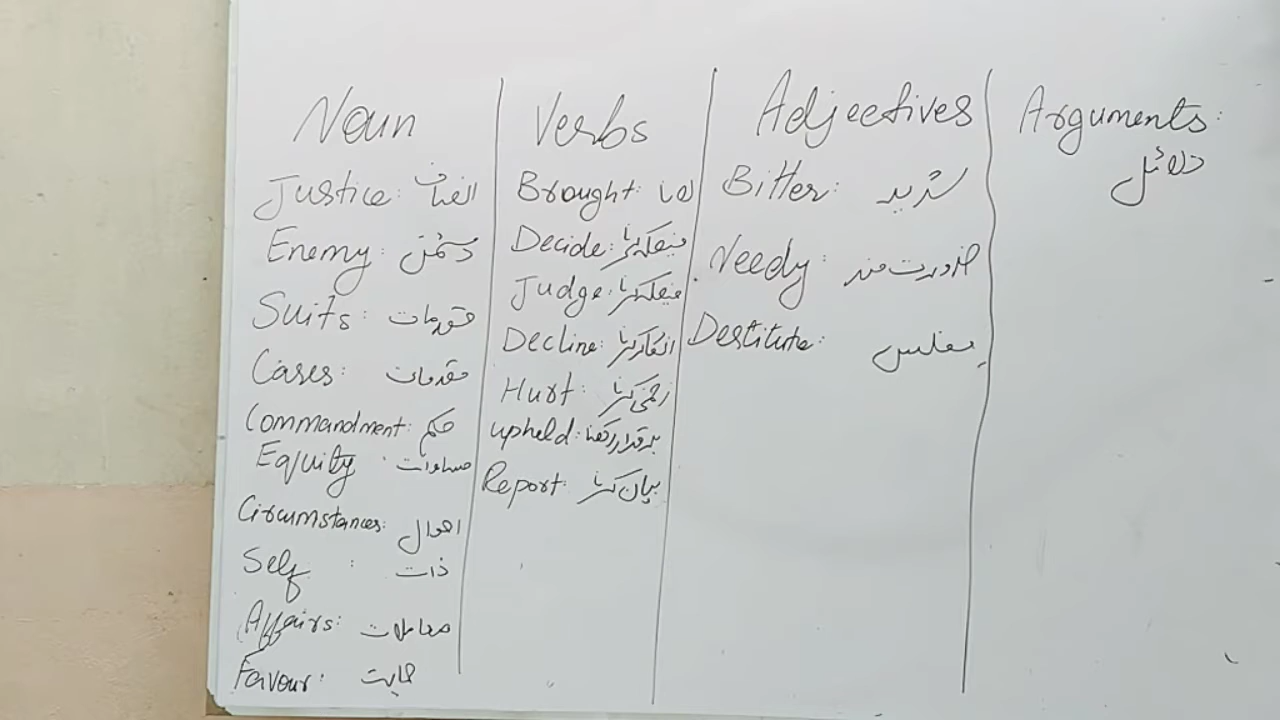 Noun
Justice: انصاف
Enemy: دشمن
Suits: مقدمات
Cases: مقدمات
Commandment: حکم
Equity: مساوات
Circumstances: احوال
Self: ذات
Affairs: معاملات
Favour: حمایت
Verbs
Brought: لانا
Decide: فیصلہ کرنا
Judge: فیصلہ کرنا
Decline: انکار کرنا
Hurt: زخمی کرنا
upheld: برقرار رکھنا
Report: بیان کرنا
Adjectives
Bitter: شدید
Needy: ضرورت مند
Destitute: مفلس
Arguments:
دلائل